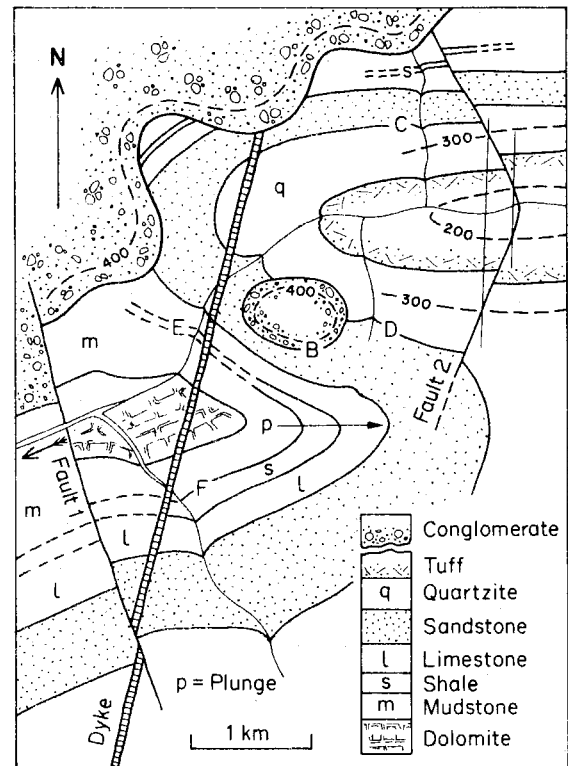 N
S
C
300
q
200
400
400
300
E
B
D
m
Fault 2
p
s
l
F
Fault 1
m
l
l
p = Plunge
1 km
Dyke
Conglomerate
Tuff
q Quartzite
Sandstone
l Limestone
s Shale
m Mudstone
Dolomite